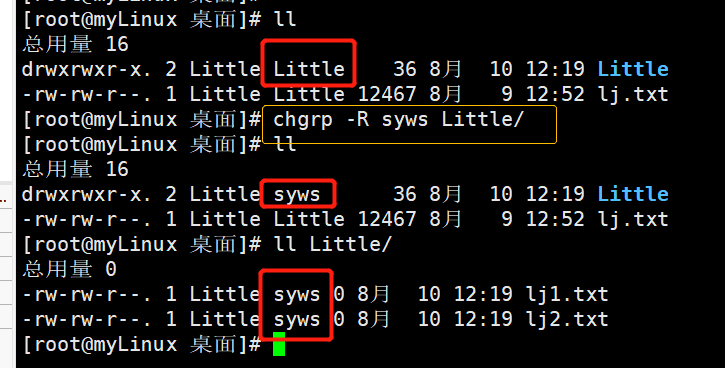 [root@myLinux 桌面]# ll
总用量 16
drwxrwxr-x. 2 Little Little    36 8月  10 12:19 Little
-rw-rw-r--. 1 Little Little 12467 8月   9 12:52 lj.txt
[root@myLinux 桌面]# chgrp -R syws Little/
[root@myLinux 桌面]# ll
总用量 16
drwxrwxr-x. 2 Little syws      36 8月  10 12:19 Little
-rw-rw-r--. 1 Little Little 12467 8月   9 12:52 lj.txt
[root@myLinux 桌面]# ll Little/
总用量 0
-rw-rw-r--. 1 Little syws 0 8月  10 12:19 lj1.txt
-rw-rw-r--. 1 Little syws 0 8月  10 12:19 lj2.txt
[root@myLinux 桌面]#